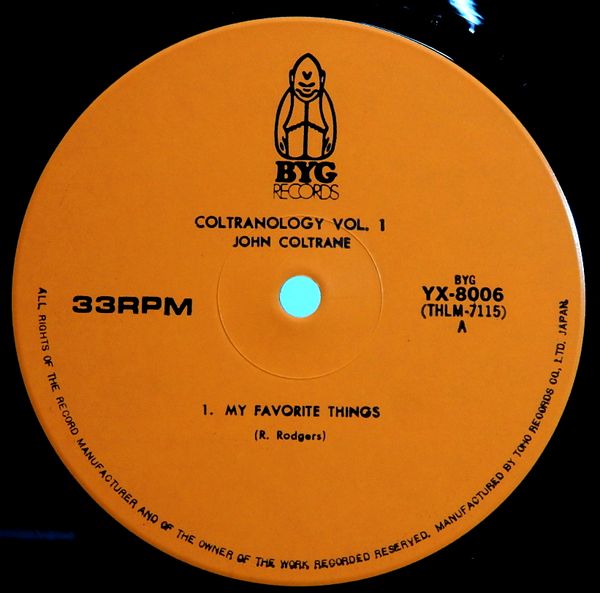 BYG
RECORDS
COLTRANOLOGY VOL. 1
JOHN COLTRANE
33RPM
BYG
YX-8006
(THLM-7115)
A
1. MY FAVORITE THINGS
(R. Rodgers)
ALL RIGHTS OF THE RECORD MANUFACTURER AND OF THE OWNER OF THE WORK RECORDED RESERVED. MANUFACTURED BY TOHO RECORDS CO., LTD. JAPAN.